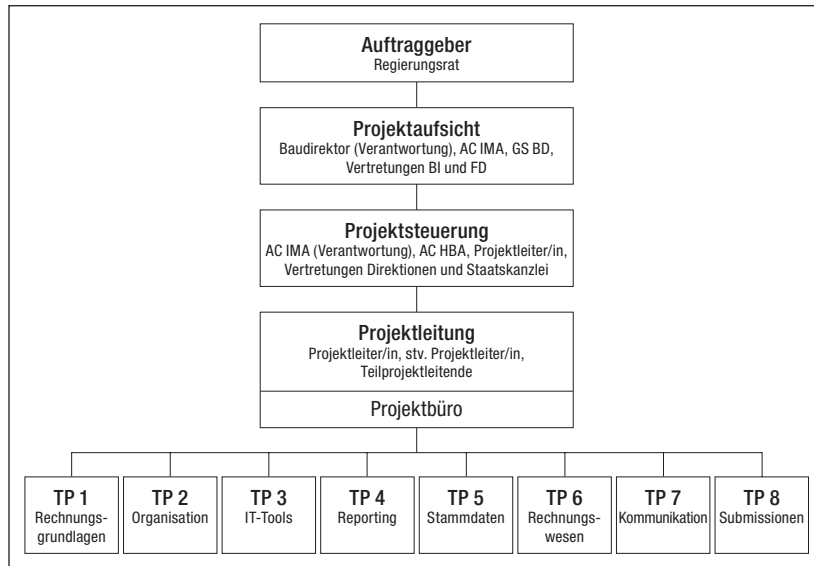 Auftraggeber
Regierungsrat
Projektaufsicht
Baudirektor (Verantwortung), AC IMA, GS BD,
Vertretungen BI und FD
Projektsteuerung
AC IMA (Verantwortung), AC HBA, Projektleiter/in,
Vertretungen Direktionen und Staatskanzlei
Projektleitung
Projektleiter/in, stv. Projektleiter/in,
Teilprojektleitende
Projektbüro
TP 1
Rechnungs-
grundlagen
TP 2
Organisation
TP 3
IT-Tools
TP 4
Reporting
TP 5
Stammdaten
TP 6
Rechnungs-
wesen
TP 7
Kommunikation
TP 8
Submissionen